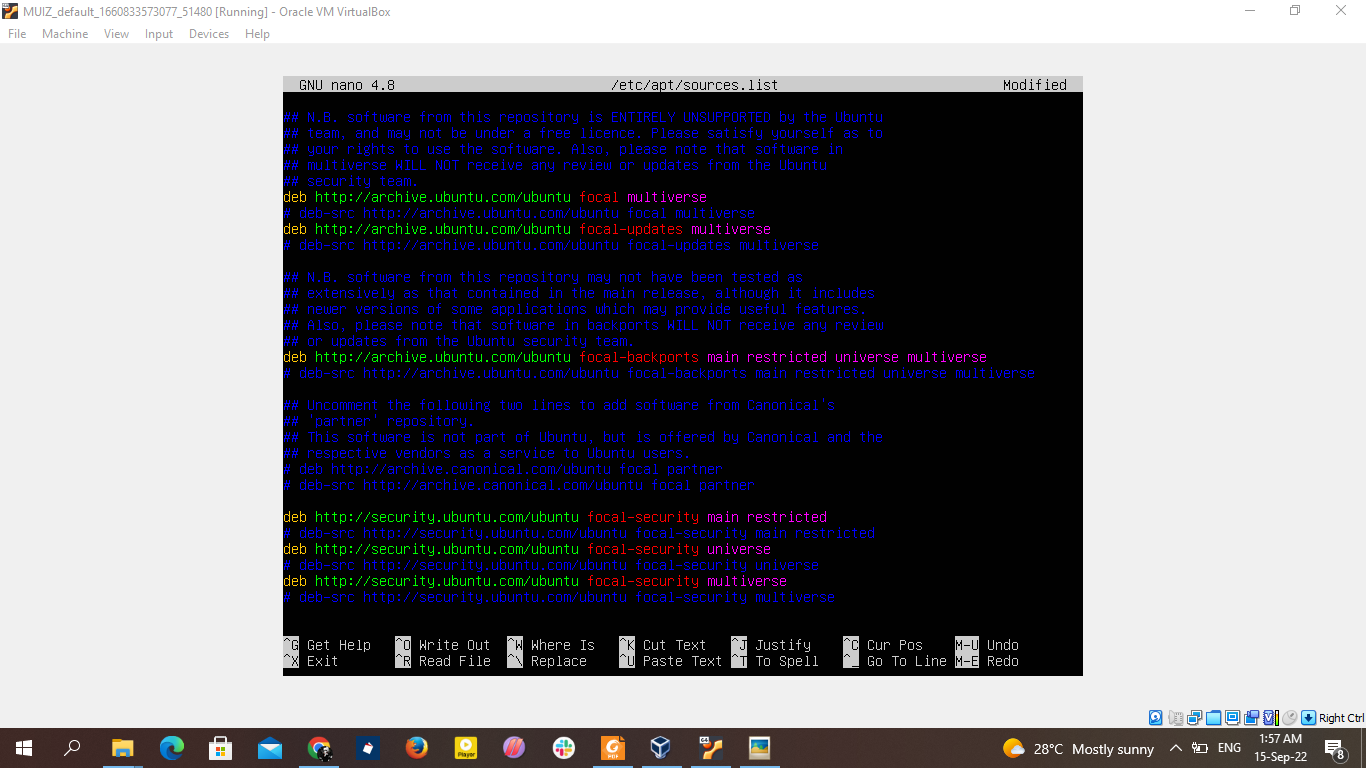 MUIZ_default_1660833573077_51480 [Running] - Oracle VM VirtualBox
File Machine View Input Devices Help
GNU nano 4.8 /etc/apt/sources.list Modified
## N.B. software from this repository is ENTIRELY UNSUPPORTED by the Ubuntu
## team, and may not be under a free licence. Please satisfy yourself as to
## your rights to use the software. Also, please note that software in
## multiverse WILL NOT receive any review or updates from the Ubuntu
## security team.
deb http://archive.ubuntu.com/ubuntu focal multiverse
# deb-src http://archive.ubuntu.com/ubuntu focal multiverse
deb http://archive.ubuntu.com/ubuntu focal-updates multiverse
# deb-src http://archive.ubuntu.com/ubuntu focal-updates multiverse
## N.B. software from this repository may not have been tested as
## extensively as that contained in the main release, although it includes
## newer versions of some applications which may provide useful features.
## Also, please note that software in backports WILL NOT receive any review
## or updates from the Ubuntu security team.
deb http://archive.ubuntu.com/ubuntu focal-backports main restricted universe multiverse
# deb-src http://archive.ubuntu.com/ubuntu focal-backports main restricted universe multiverse
## Uncomment the following two lines to add software from Canonical's
## 'partner' repository.
## This software is not part of Ubuntu, but is offered by Canonical and the
## respective vendors as a service to Ubuntu users.
# deb http://archive.canonical.com/ubuntu focal partner
# deb-src http://archive.canonical.com/ubuntu focal partner
deb http://security.ubuntu.com/ubuntu focal-security main restricted
# deb-src http://security.ubuntu.com/ubuntu focal-security main restricted
deb http://security.ubuntu.com/ubuntu focal-security universe
# deb-src http://security.ubuntu.com/ubuntu focal-security universe
deb http://security.ubuntu.com/ubuntu focal-security multiverse
# deb-src http://security.ubuntu.com/ubuntu focal-security multiverse
^G Get Help ^O Write Out ^W Where Is ^K Cut Text ^J Justify ^C Cur Pos M-U Undo
^X Exit ^R Read File ^\ Replace ^U Paste Text ^T To Spell ^_ Go To Line M-E Redo
Right Ctrl
28°C Mostly sunny ENG 1:57 AM
15-Sep-22 8